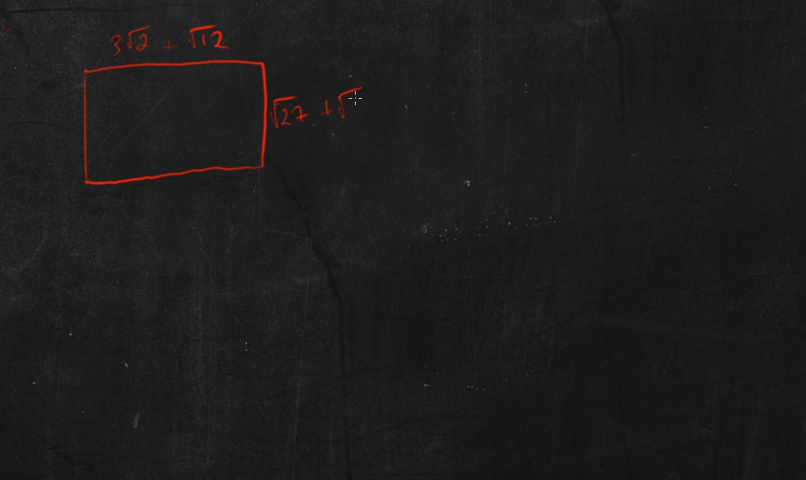 3√2 + √12
√27 + √